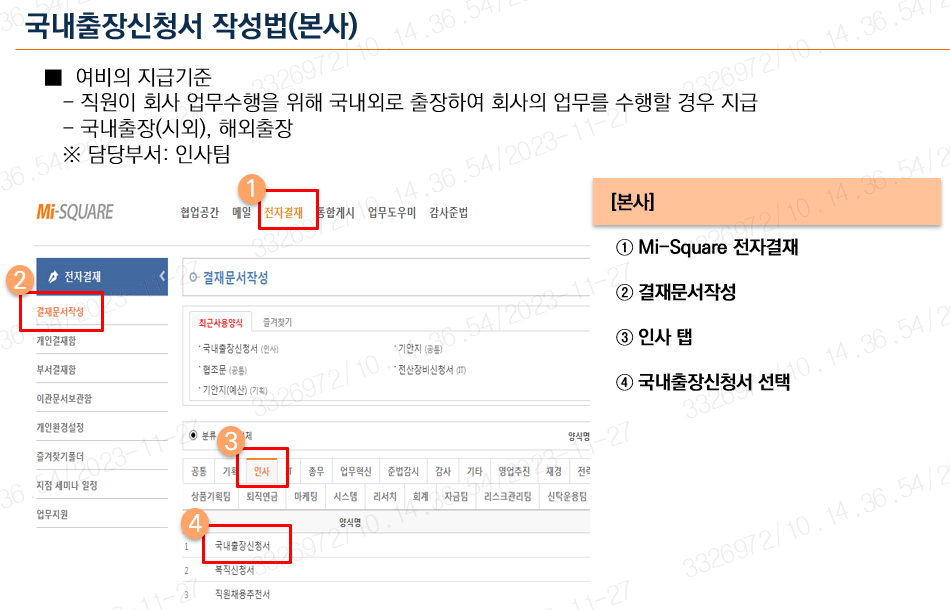 국내출장신청서 작성법(본사)
■ 여비의 지급기준
- 직원이 회사 업무수행을 위해 국내외로 출장하여 회사의 업무를 수행할 경우 지급
- 국내출장(시외), 해외출장
※ 담당부서: 인사팀
1
Mi-SQUARE 협업공간 메일 전자결재 통합게시 업무도우미 감사준법
2
전자결재
결재문서작성
개인결재함
부서결재함
이관문서보관함
개인환경설정
즐겨찾기폴더
지점 세미나 일정
업무지원
결재문서작성
최근사용양식 즐겨찾기
국내출장신청서 (인사) 기안지 (공통)
협조문 (공통) 전산장비신청서 (IT)
기안지(예산) (기획)
분류 양식명
3
공통 인사 IT 총무 업무혁신 준법감시 감사 기타 영업추진 재경
상품기획팀 퇴직연금 마케팅 시스템 리서치 회계 자금팀 리스크관리팀 신탁운용팀
양식명
4
1 국내출장신청서
2 복직신청서
3 직원채용추천서
[본사]
① Mi-Square 전자결재
② 결재문서작성
③ 인사 탭
④ 국내출장신청서 선택
3326972/10.14.36.54/2023-11-27